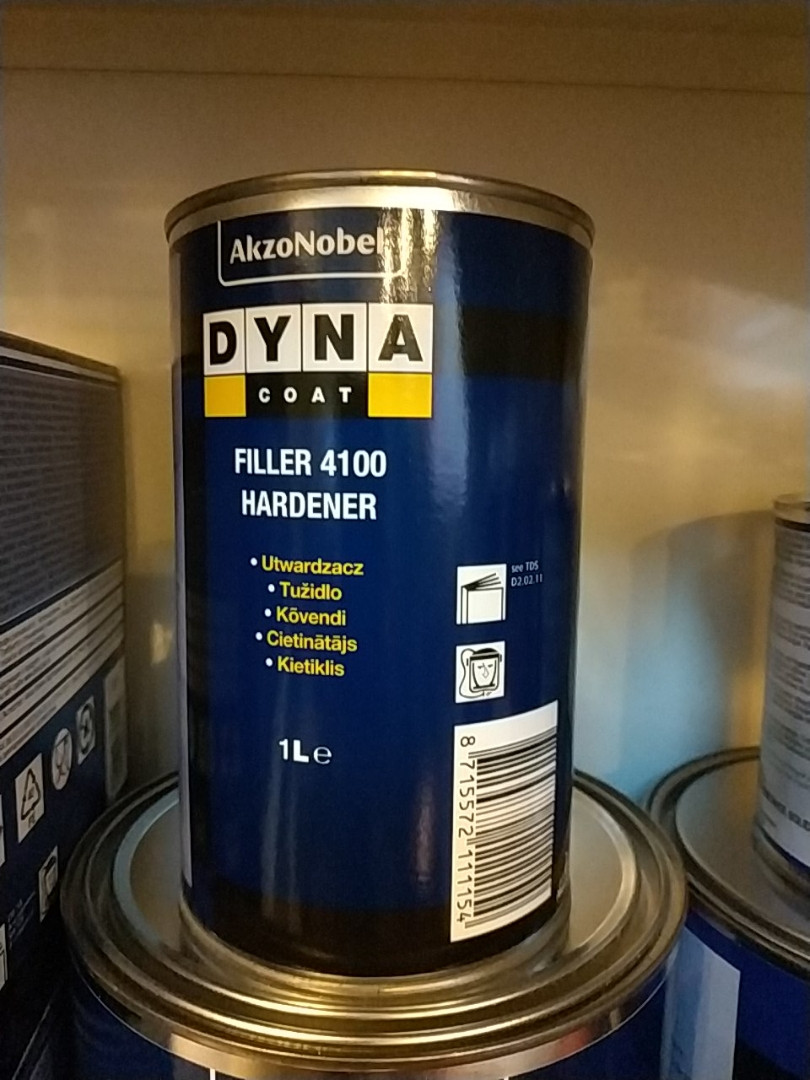 AkzoNobel
DYNA
COAT
FILLER 4100
HARDENER
• Utwardzacz
• Tužidlo
• Kõvendi
• Cietinātājs
• Kietiklis
1L e
see TDS
D2.02.11
8 715572 111154